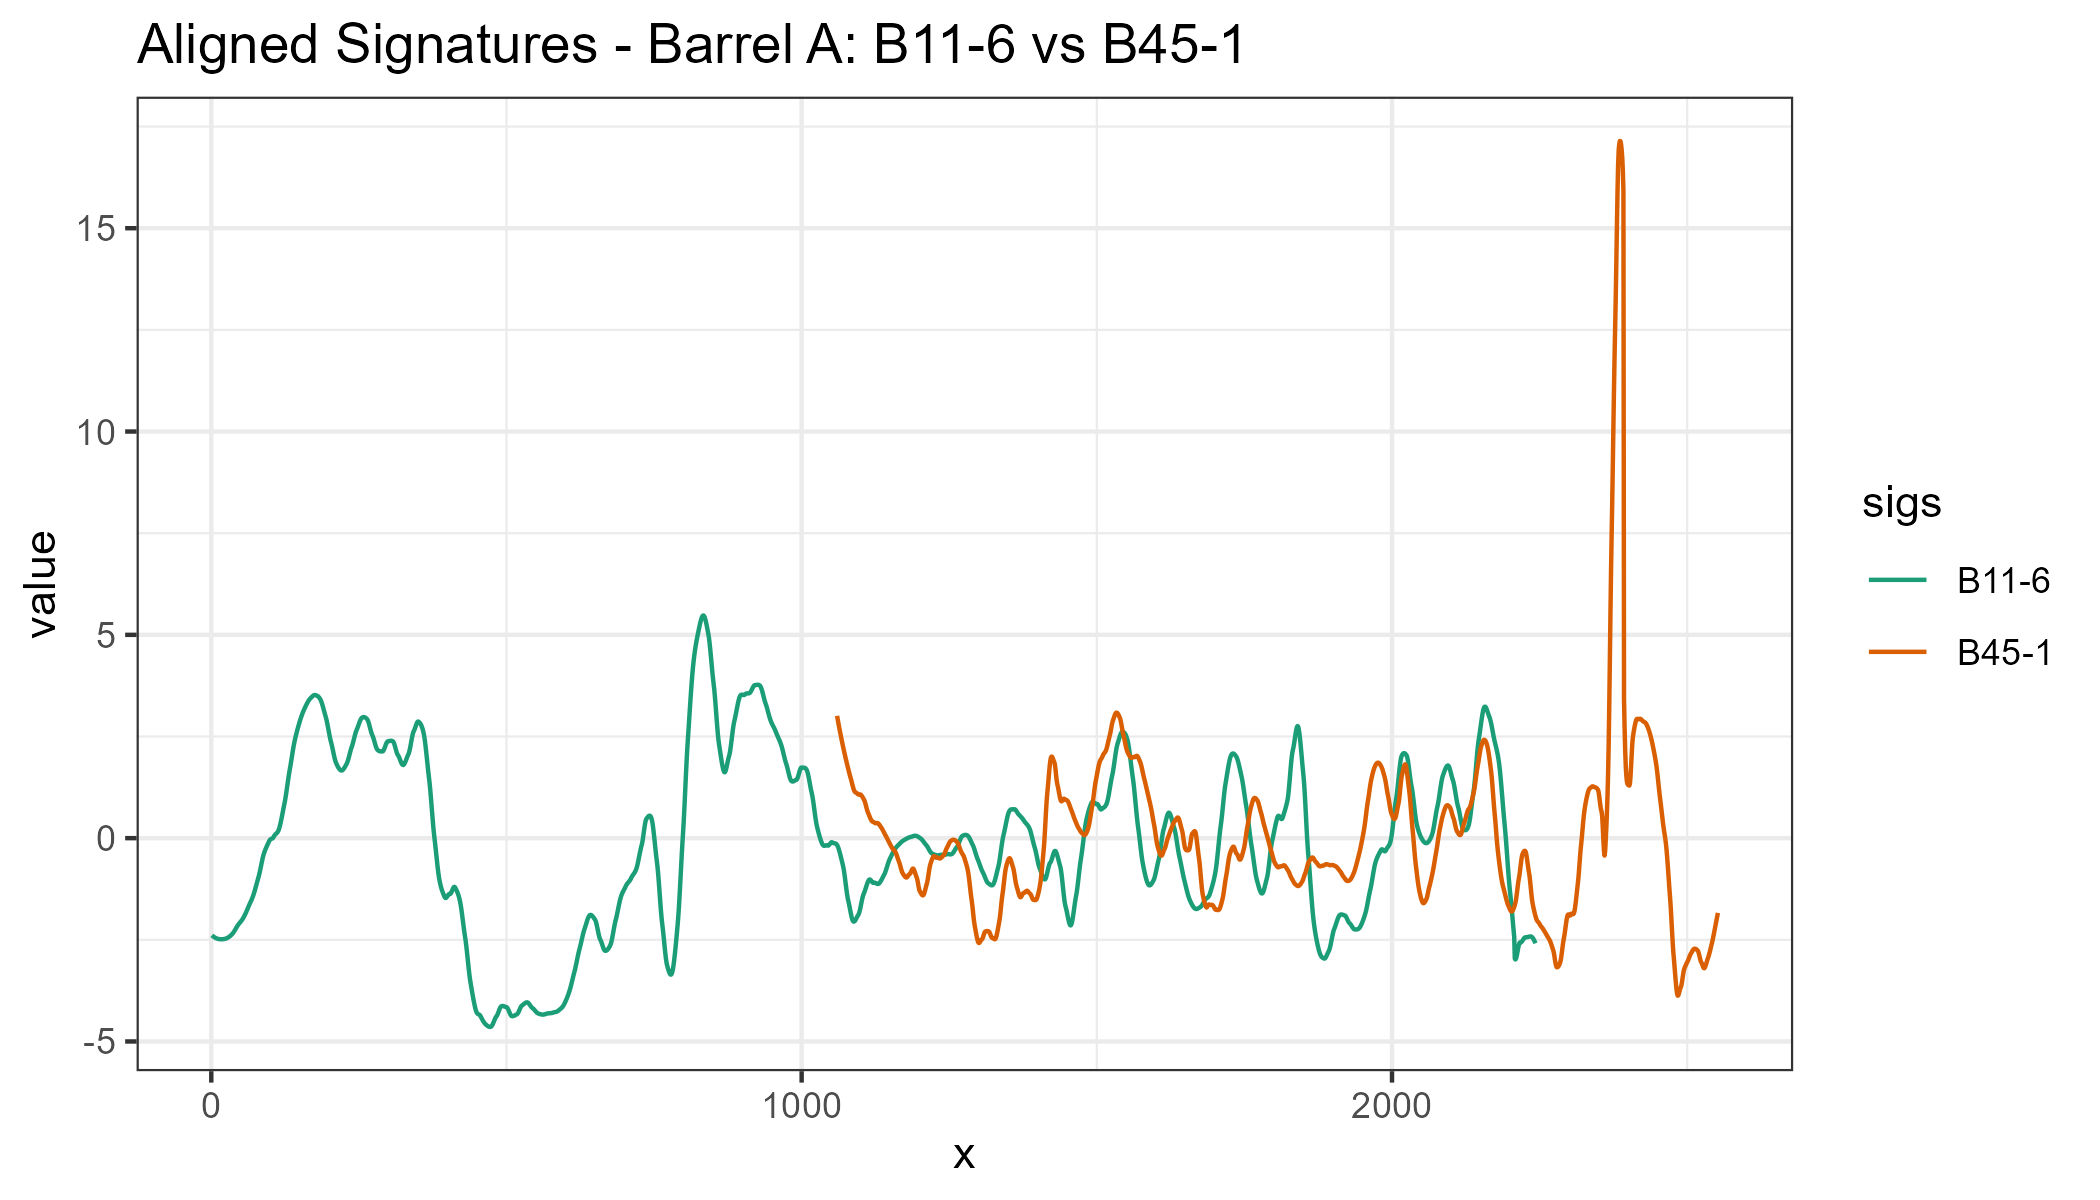 Aligned Signatures - Barrel A: B11-6 vs B45-1
15
10
5
0
-5
value
0
1000
2000
x
sigs
B11-6
B45-1